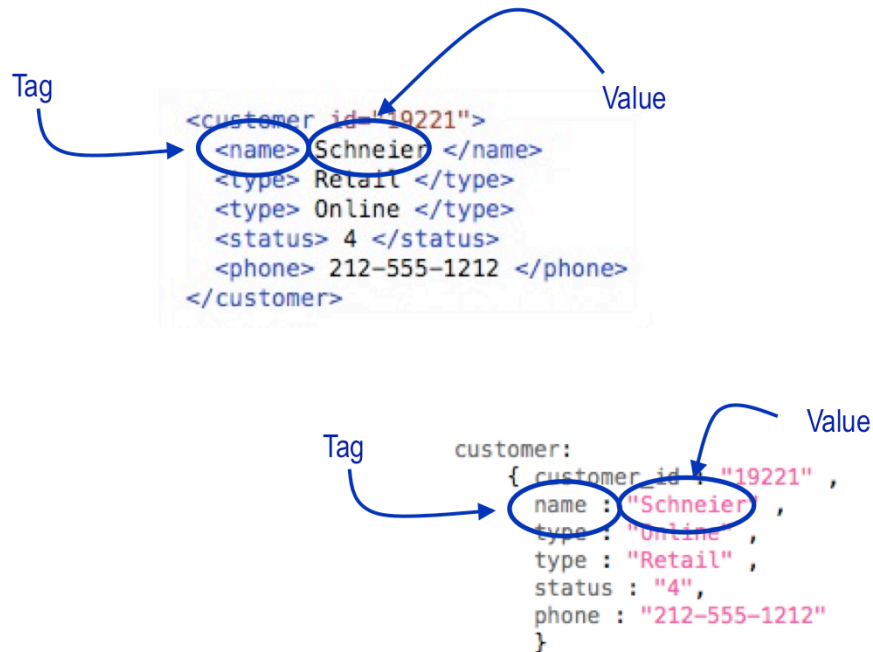 Tag
Value
<customer id="19221">
<name> Schneier </name>
<type> Retail </type>
<type> Online </type>
<status> 4 </status>
<phone> 212-555-1212 </phone>
</customer>
Tag
Value
customer:
{ customer_id : "19221" ,
name : "Schneier" ,
type : "Online" ,
type : "Retail" ,
status : "4",
phone : "212-555-1212"
}